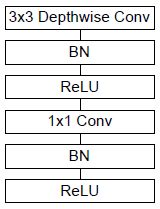 3x3 Depthwise Conv
BN
ReLU
1x1 Conv
BN
ReLU